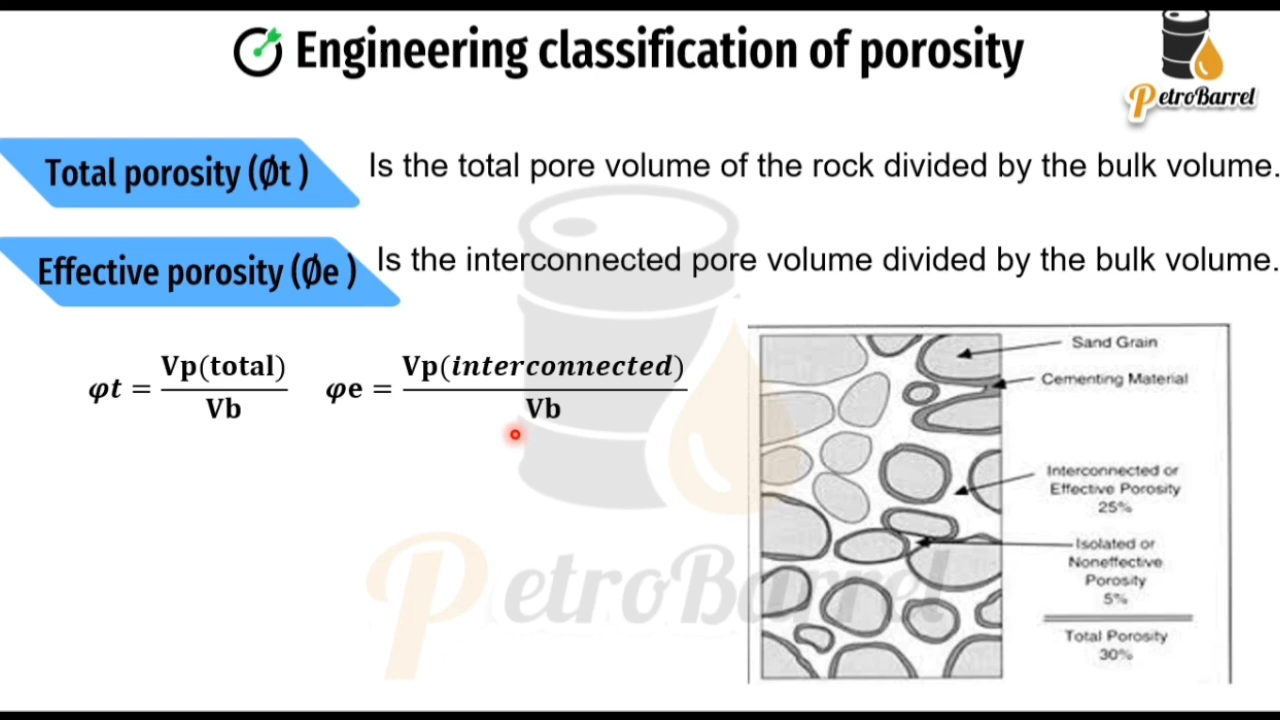 Engineering classification of porosity
PetroBarrel
Total porosity (Øt )
Is the total pore volume of the rock divided by the bulk volume.
Effective porosity (Øe )
Is the interconnected pore volume divided by the bulk volume.
φt = Vp(total) / Vb
φe = Vp(interconnected) / Vb
Sand Grain
Cementing Material
Interconnected or
Effective Porosity
25%
Isolated or
Noneffective
Porosity
5%
Total Porosity
30%
PetroBarrel